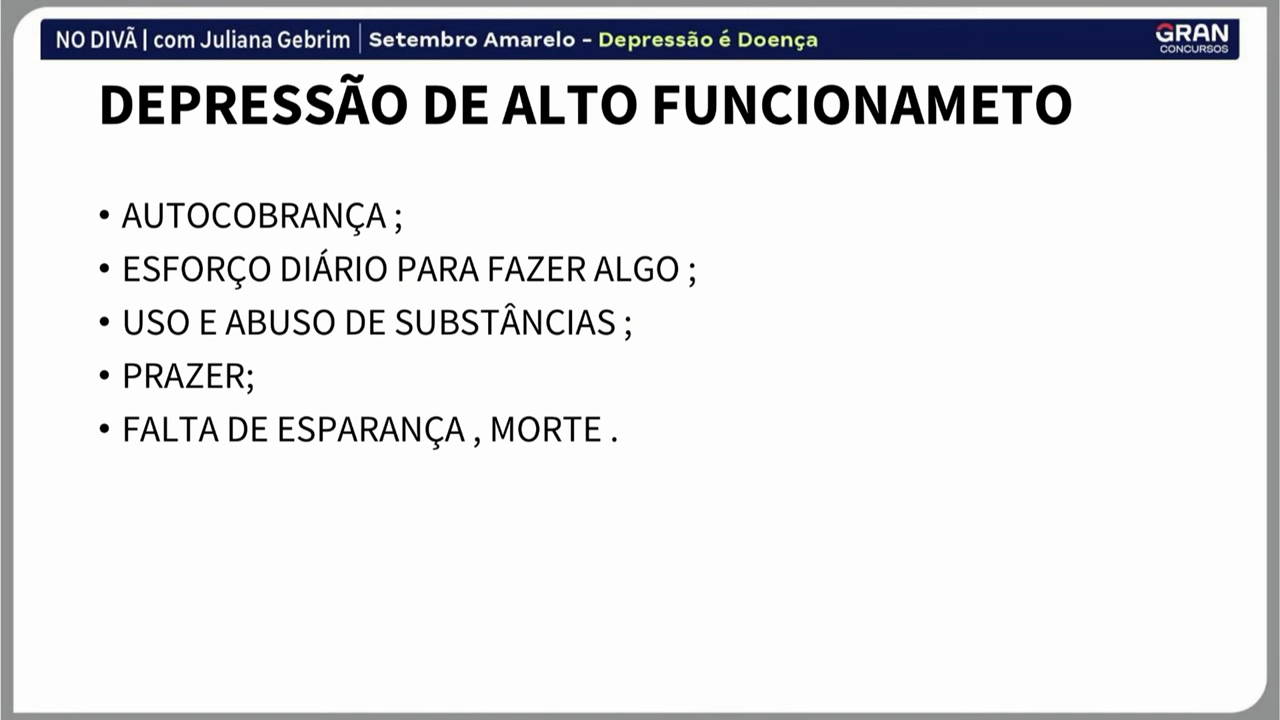 NO DIVÃ | com Juliana Gebrim | Setembro Amarelo - Depressão é Doença
GRAN
CONCURSOS
DEPRESSÃO DE ALTO FUNCIONAMETO
• AUTOCOBRANÇA ;
• ESFORÇO DIÁRIO PARA FAZER ALGO ;
• USO E ABUSO DE SUBSTÂNCIAS ;
• PRAZER;
• FALTA DE ESPARANÇA , MORTE .